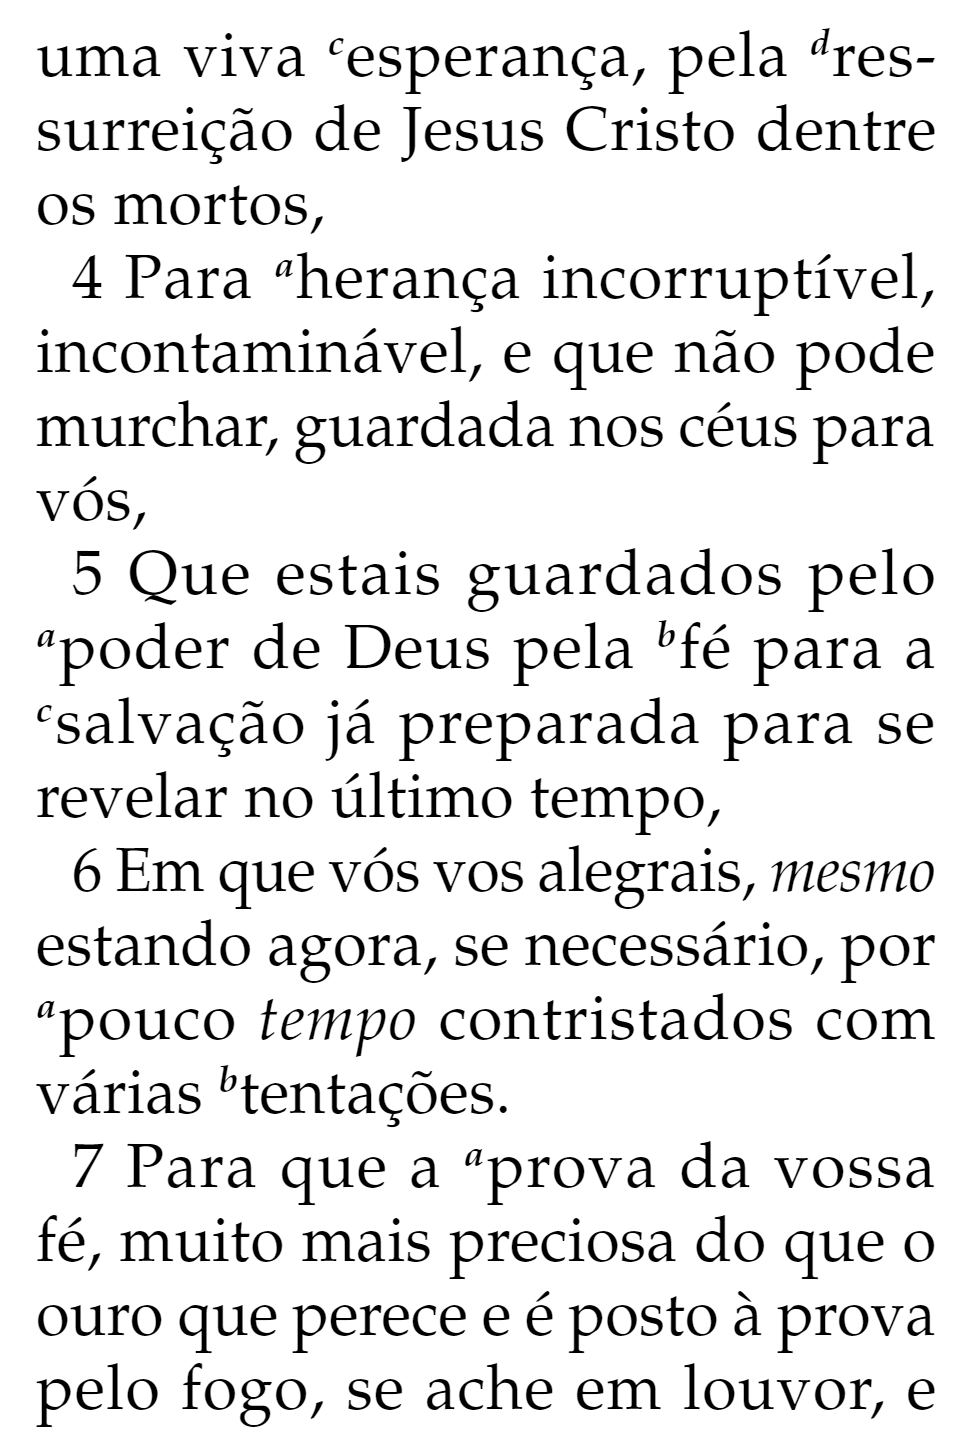 uma viva ᶜesperança, pela ᵈres-
surreição de Jesus Cristo dentre
os mortos,
4 Para ᵃherança incorruptível,
incontaminável, e que não pode
murchar, guardada nos céus para
vós,
5 Que estais guardados pelo
ᵃpoder de Deus pela ᵇfé para a
ᶜsalvação já preparada para se
revelar no último tempo,
6 Em que vós vos alegrais, mesmo
estando agora, se necessário, por
ᵃpouco tempo contristados com
várias ᵇtentações.
7 Para que a ᵃprova da vossa
fé, muito mais preciosa do que o
ouro que perece e é posto à prova
pelo fogo, se ache em louvor, e